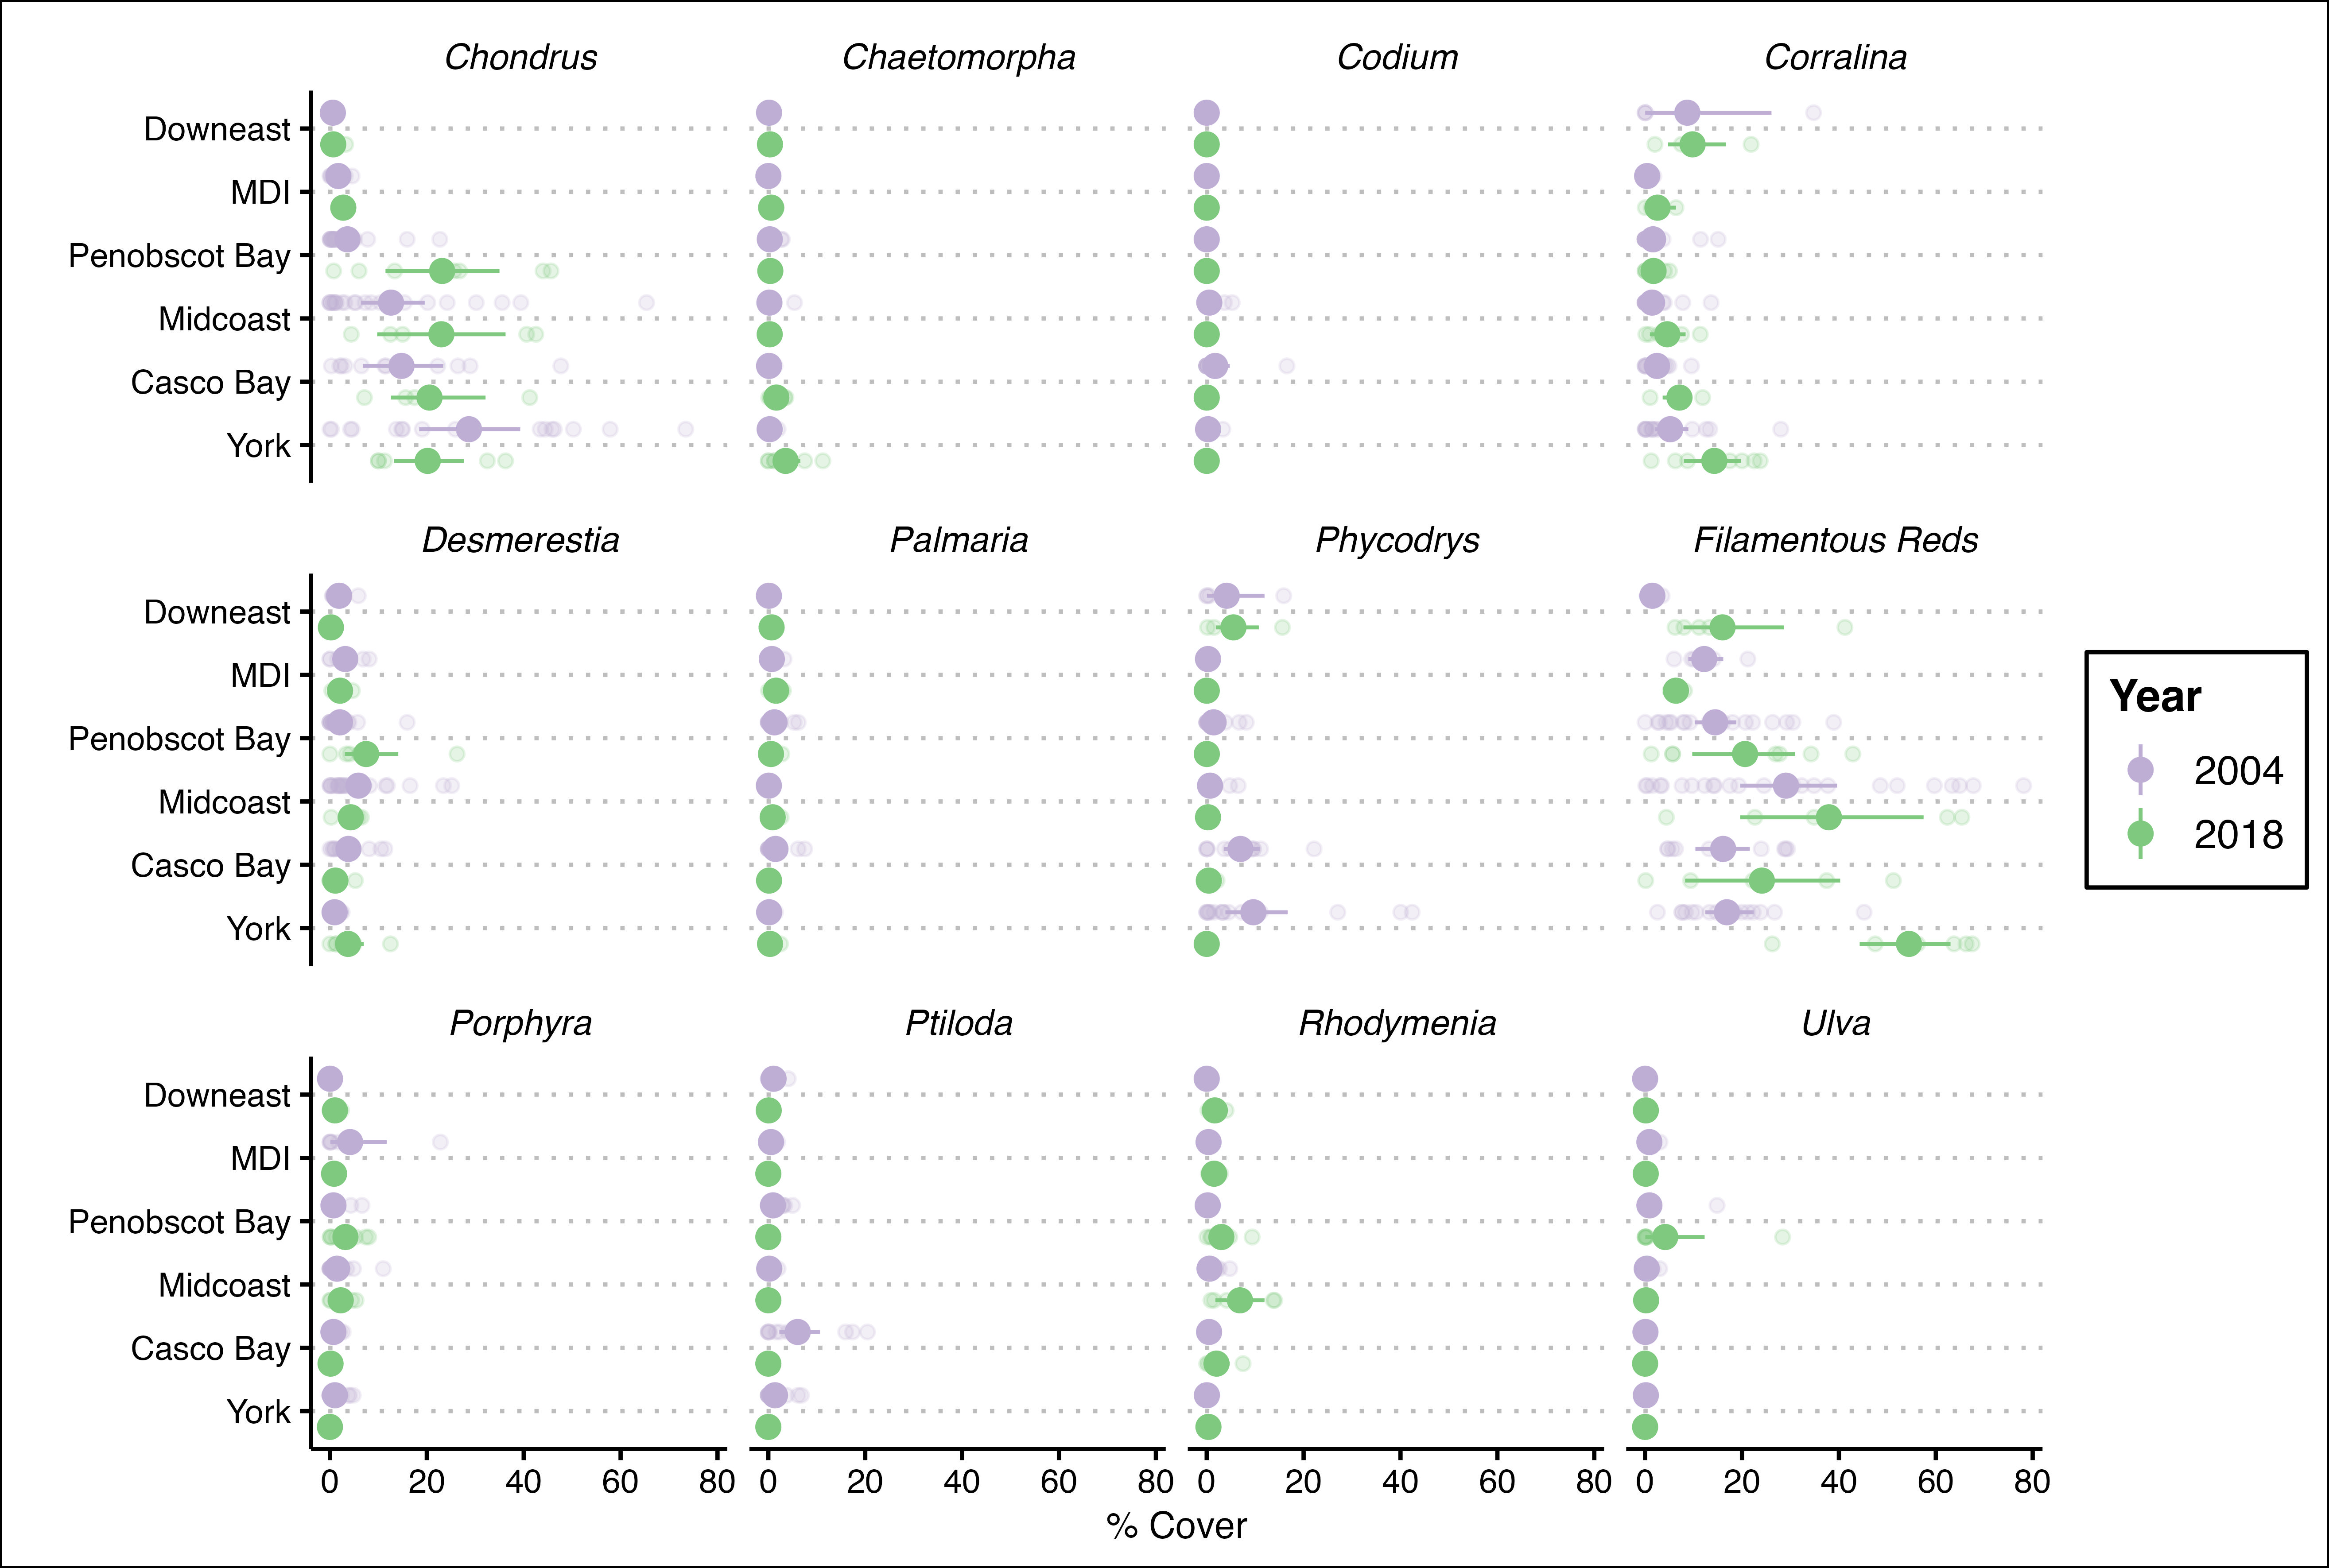 Chondrus Chaetomorpha Codium Corralina
Downeast
MDI
Penobscot Bay
Midcoast
Casco Bay
York
Desmerestia Palmaria Phycodrys Filamentous Reds
Downeast
MDI
Penobscot Bay
Midcoast
Casco Bay
York
Year
2004
2018
Porphyra Ptiloda Rhodymenia Ulva
Downeast
MDI
Penobscot Bay
Midcoast
Casco Bay
York
0 20 40 60 80 0 20 40 60 80 0 20 40 60 80 0 20 40 60 80
% Cover